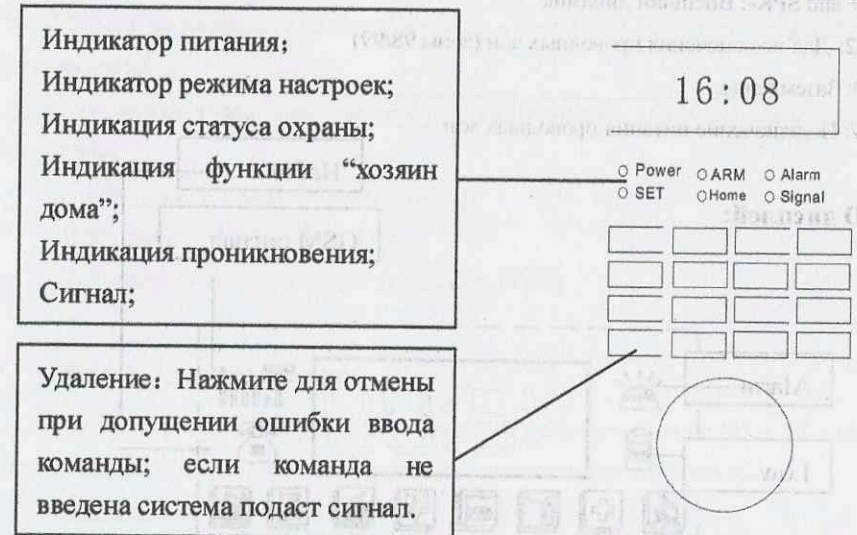 Индикатор питания;
Индикатор режима настроек;
Индикация статуса охраны;
Индикация функции “хозяин
дома”;
Индикация проникновения;
Сигнал;
16:08
Power ARM Alarm
SET Home Signal
Удаление: Нажмите для отмены
при допущении ошибки ввода
команды; если команда не
введена система подаст сигнал.